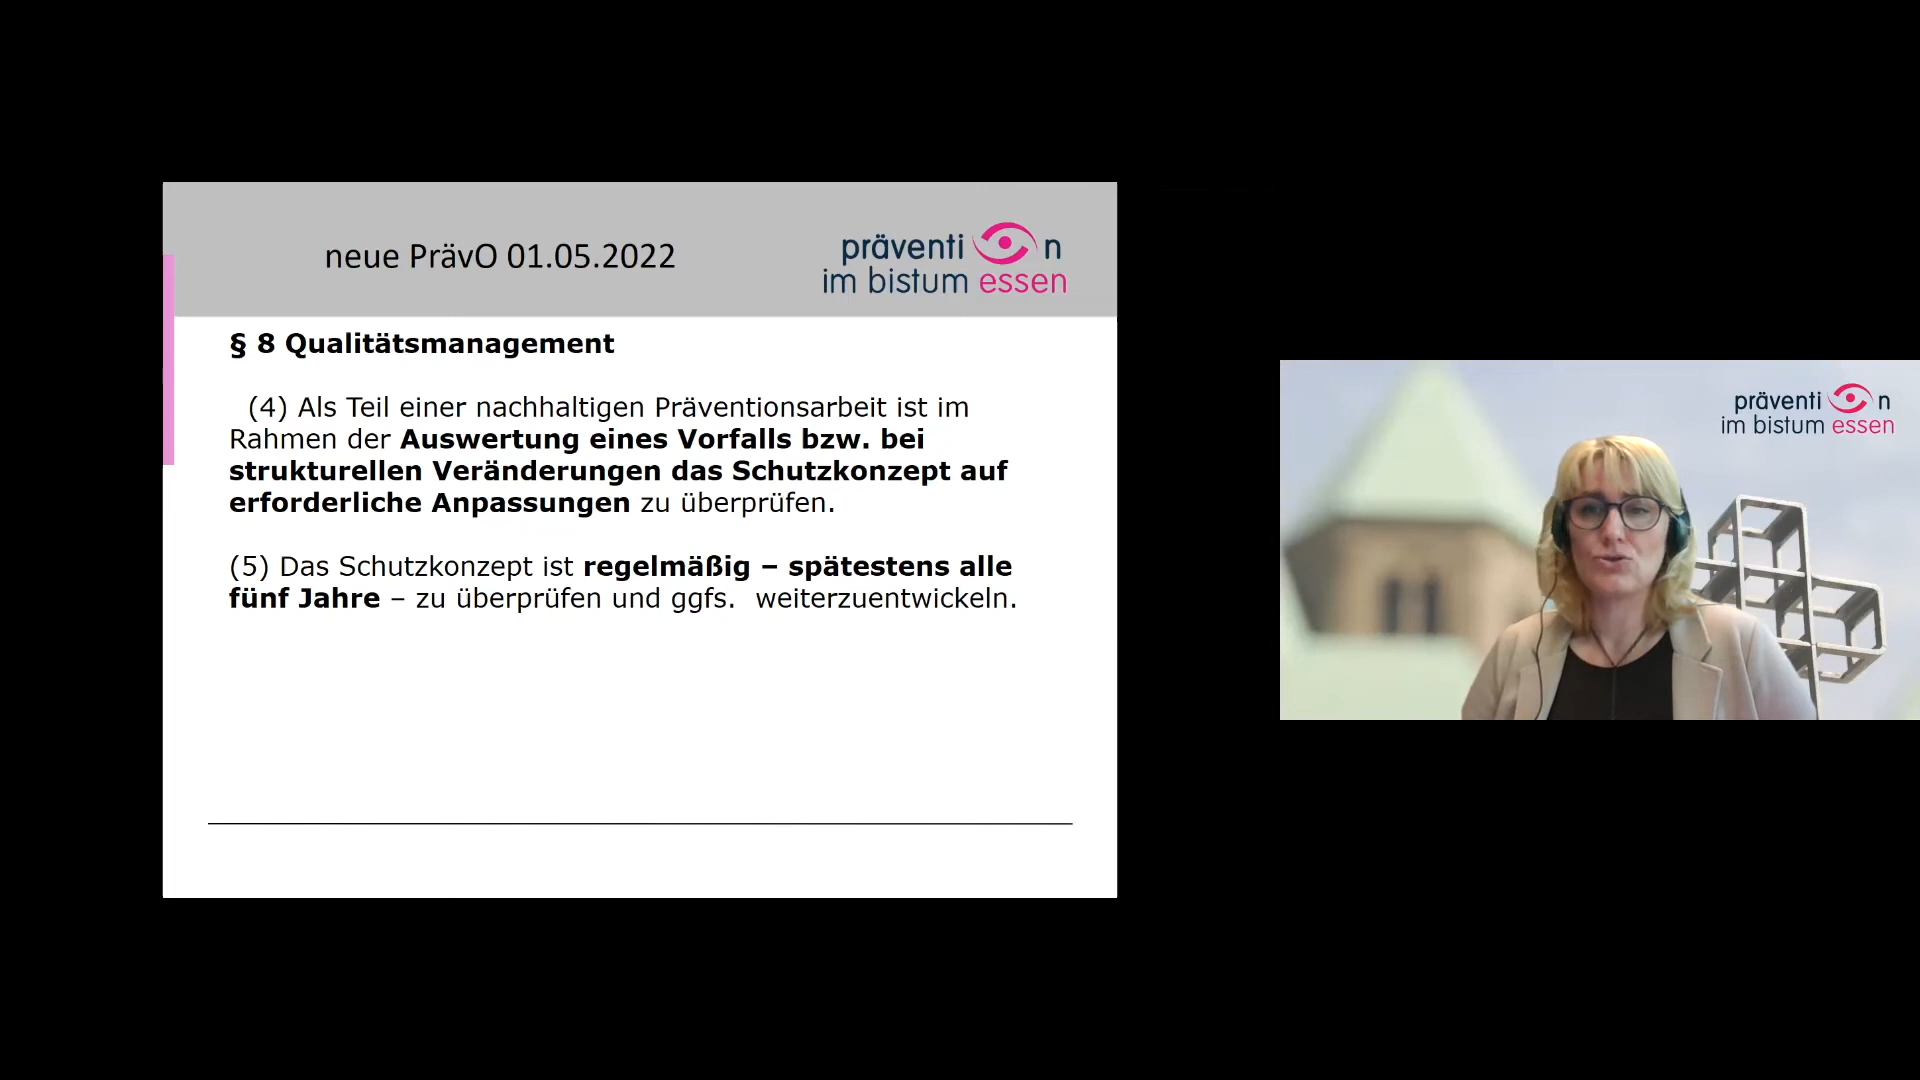 neue PrävO 01.05.2022
präventi n
im bistum essen
§ 8 Qualitätsmanagement
(4) Als Teil einer nachhaltigen Präventionsarbeit ist im
Rahmen der Auswertung eines Vorfalls bzw. bei
strukturellen Veränderungen das Schutzkonzept auf
erforderliche Anpassungen zu überprüfen.
(5) Das Schutzkonzept ist regelmäßig – spätestens alle
fünf Jahre – zu überprüfen und ggfs. weiterzuentwickeln.
präventi n
im bistum essen